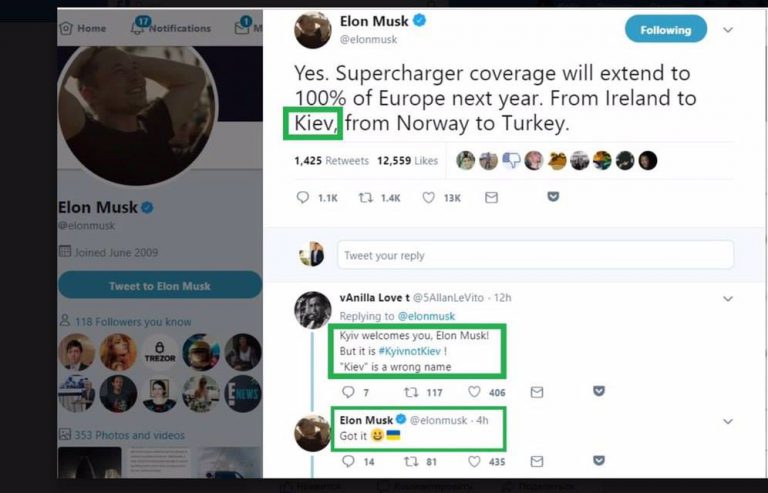 Home
17
Notifications
1
M
Elon Musk
@elonmusk
Joined June 2009
Tweet to Elon Musk
118 Followers you know
TREZOR
E NEWS
353 Photos and videos
Elon Musk
@elonmusk
Following
Yes. Supercharger coverage will extend to
100% of Europe next year. From Ireland to
Kiev, from Norway to Turkey.
1,425 Retweets 12,559 Likes
1.1K 1.4K 13K
Tweet your reply
vAnilla Love t @5AllanLeVito · 12h
Replying to @elonmusk
Kyiv welcomes you, Elon Musk!
But it is #KyivnotKiev !
"Kiev" is a wrong name
7 117 406
Elon Musk @elonmusk · 4h
Got it 😀 🇺🇦
14 81 435